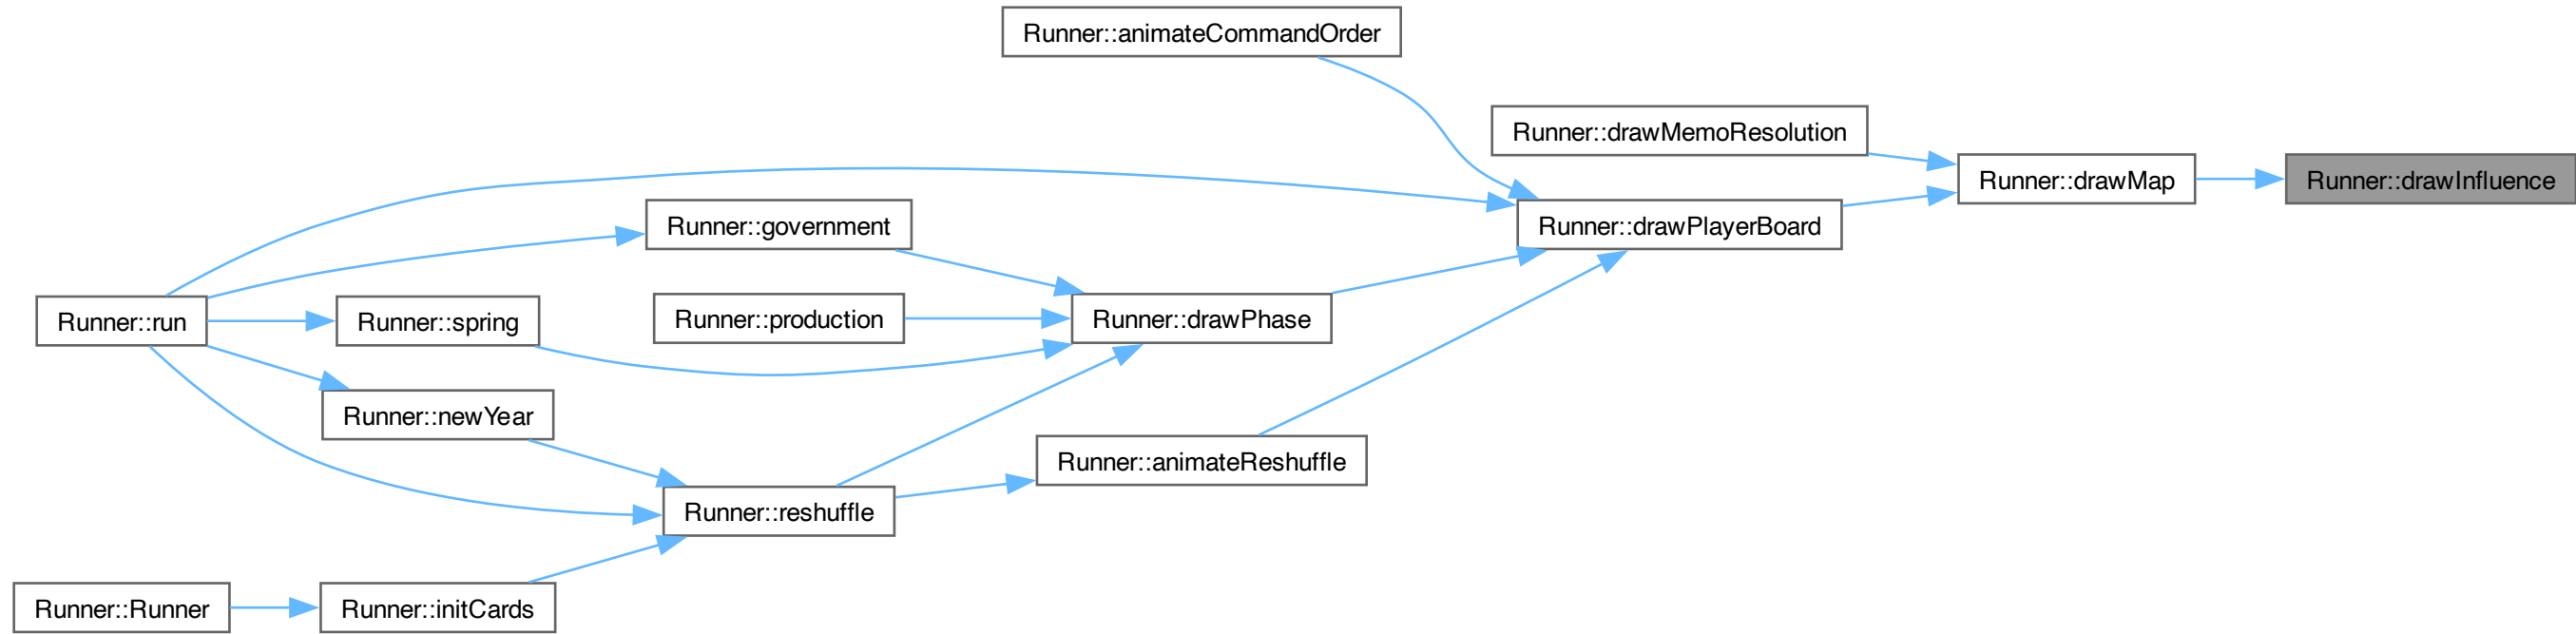 Runner::animateCommandOrder
Runner::drawMemoResolution
Runner::drawMap
Runner::drawInfluence
Runner::government
Runner::drawPlayerBoard
Runner::run
Runner::spring
Runner::production
Runner::drawPhase
Runner::newYear
Runner::animateReshuffle
Runner::reshuffle
Runner::Runner
Runner::initCards